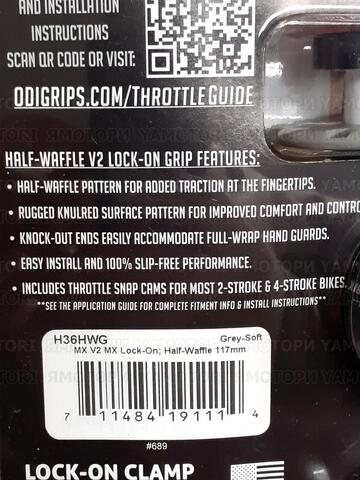 AND INSTALLATION
INSTRUCTIONS
SCAN QR CODE OR VISIT:
ODIGRIPS.COM/THROTTLEGUIDE
HALF-WAFFLE V2 LOCK-ON GRIP FEATURES:
• HALF-WAFFLE PATTERN FOR ADDED TRACTION AT THE FINGERTIPS.
• RUGGED KNULRED SURFACE PATTERN FOR IMPROVED COMFORT AND CONTRO
• KNOCK-OUT ENDS EASILY ACCOMMODATE FULL-WRAP HAND GUARDS.
• EASY INSTALL AND 100% SLIP-FREE PERFORMANCE.
• INCLUDES THROTTLE SNAP CAMS FOR MOST 2-STROKE & 4-STROKE BIKES.
**SEE THE APPLICATION GUIDE FOR COMPLETE FITMENT INFO & INSTALL INSTRUCTIONS**
H36HWG Grey-Soft
MX V2 MX Lock-On; Half-Waffle 117mm
7 11484 19111 4
#689
LOCK-ON CLAMP
YAMOTORI ЯМОТОРИ YAMOTORI ЯМОТОРИ